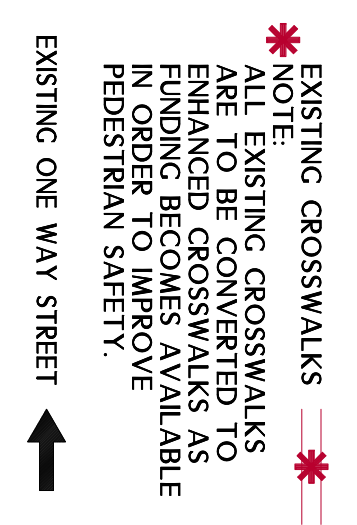 EXISTING CROSSWALKS
NOTE:
ALL EXISTING CROSSWALKS
ARE TO BE CONVERTED TO
ENHANCED CROSSWALKS AS
FUNDING BECOMES AVAILABLE
IN ORDER TO IMPROVE
PEDESTRIAN SAFETY.
EXISTING ONE WAY STREET